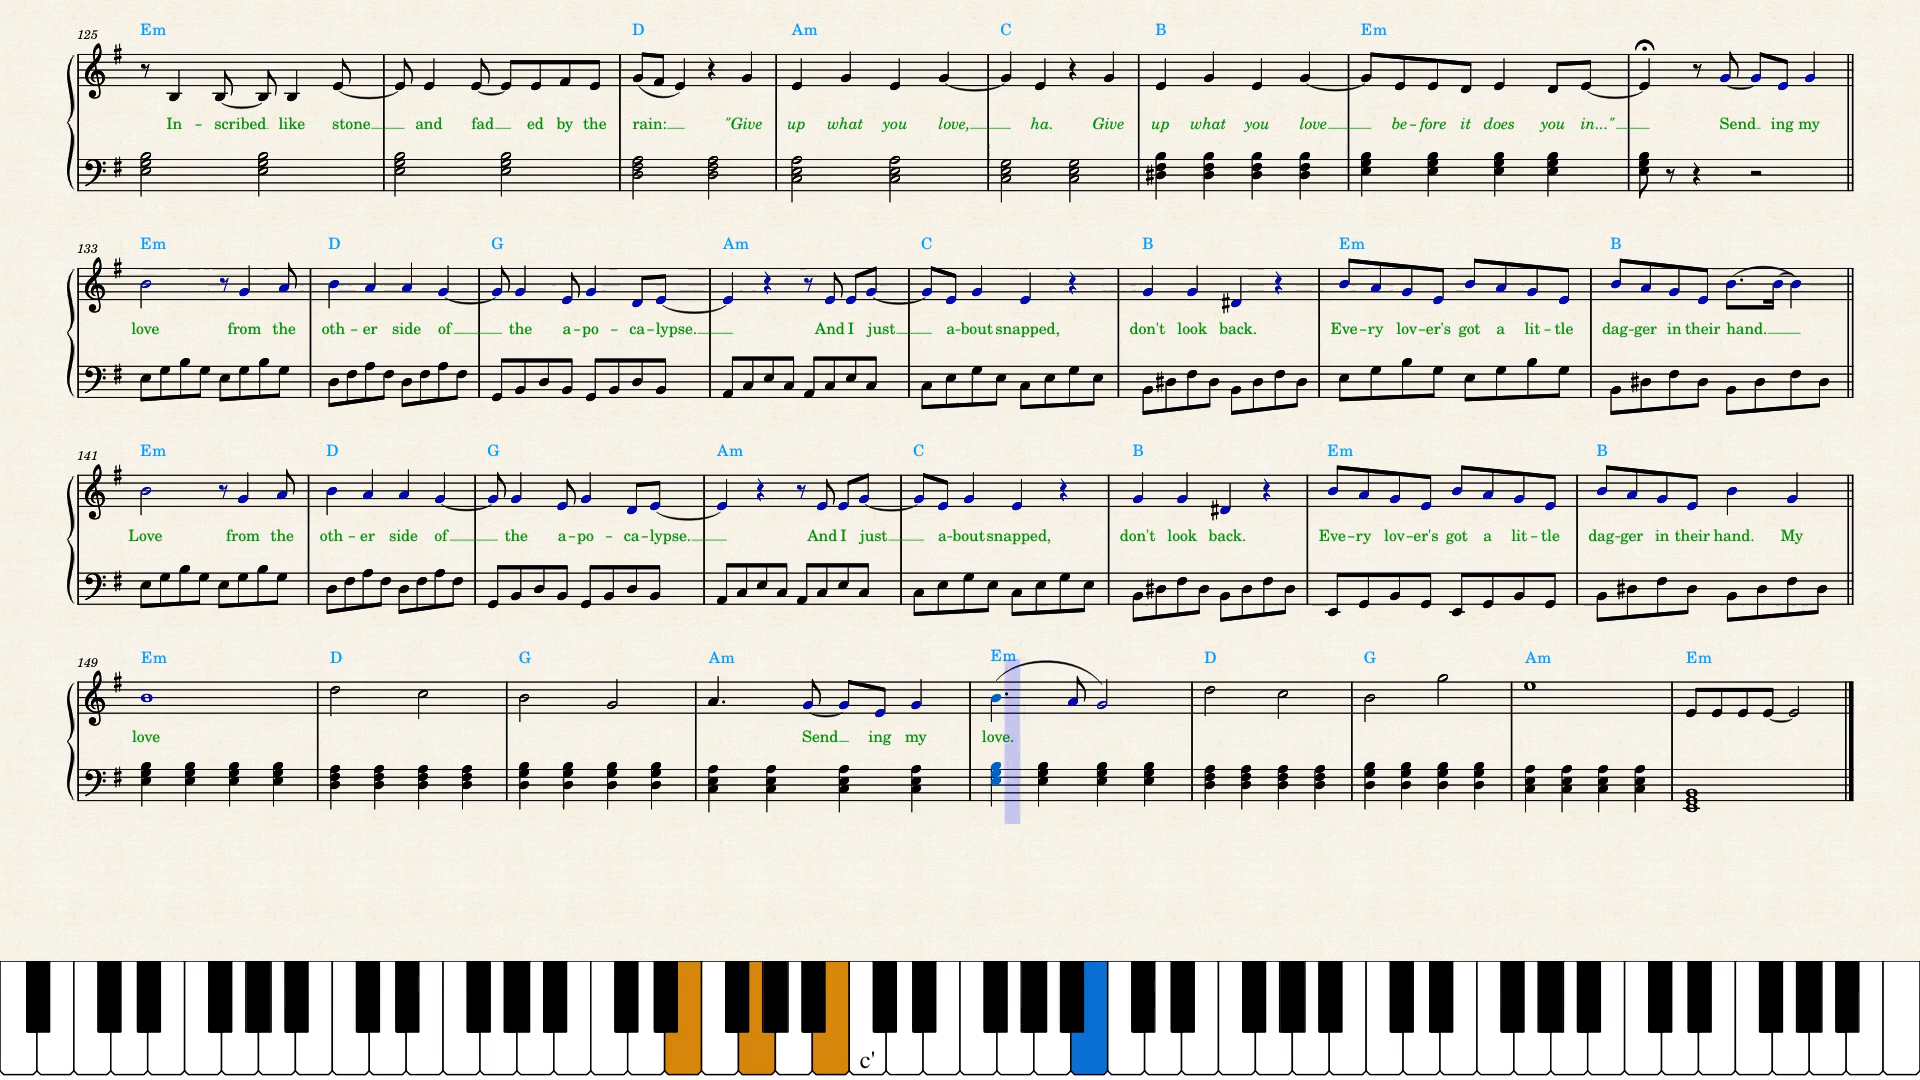 125 Em D Am C B Em
In - scribed like stone and fad ed by the rain: "Give up what you love, ha. Give up what you love be - fore it does you in..." Send ing my
133 Em D G Am C B Em B
love from the oth - er side of the a - po - ca - lypse. And I just a - bout snapped, don't look back. Eve - ry lov - er's got a lit - tle dag - ger in their hand.
141 Em D G Am C B Em B
Love from the oth - er side of the a - po - ca - lypse. And I just a - bout snapped, don't look back. Eve - ry lov - er's got a lit - tle dag - ger in their hand. My
149 Em D G Am Em D G Am Em
love Send ing my love.
c'